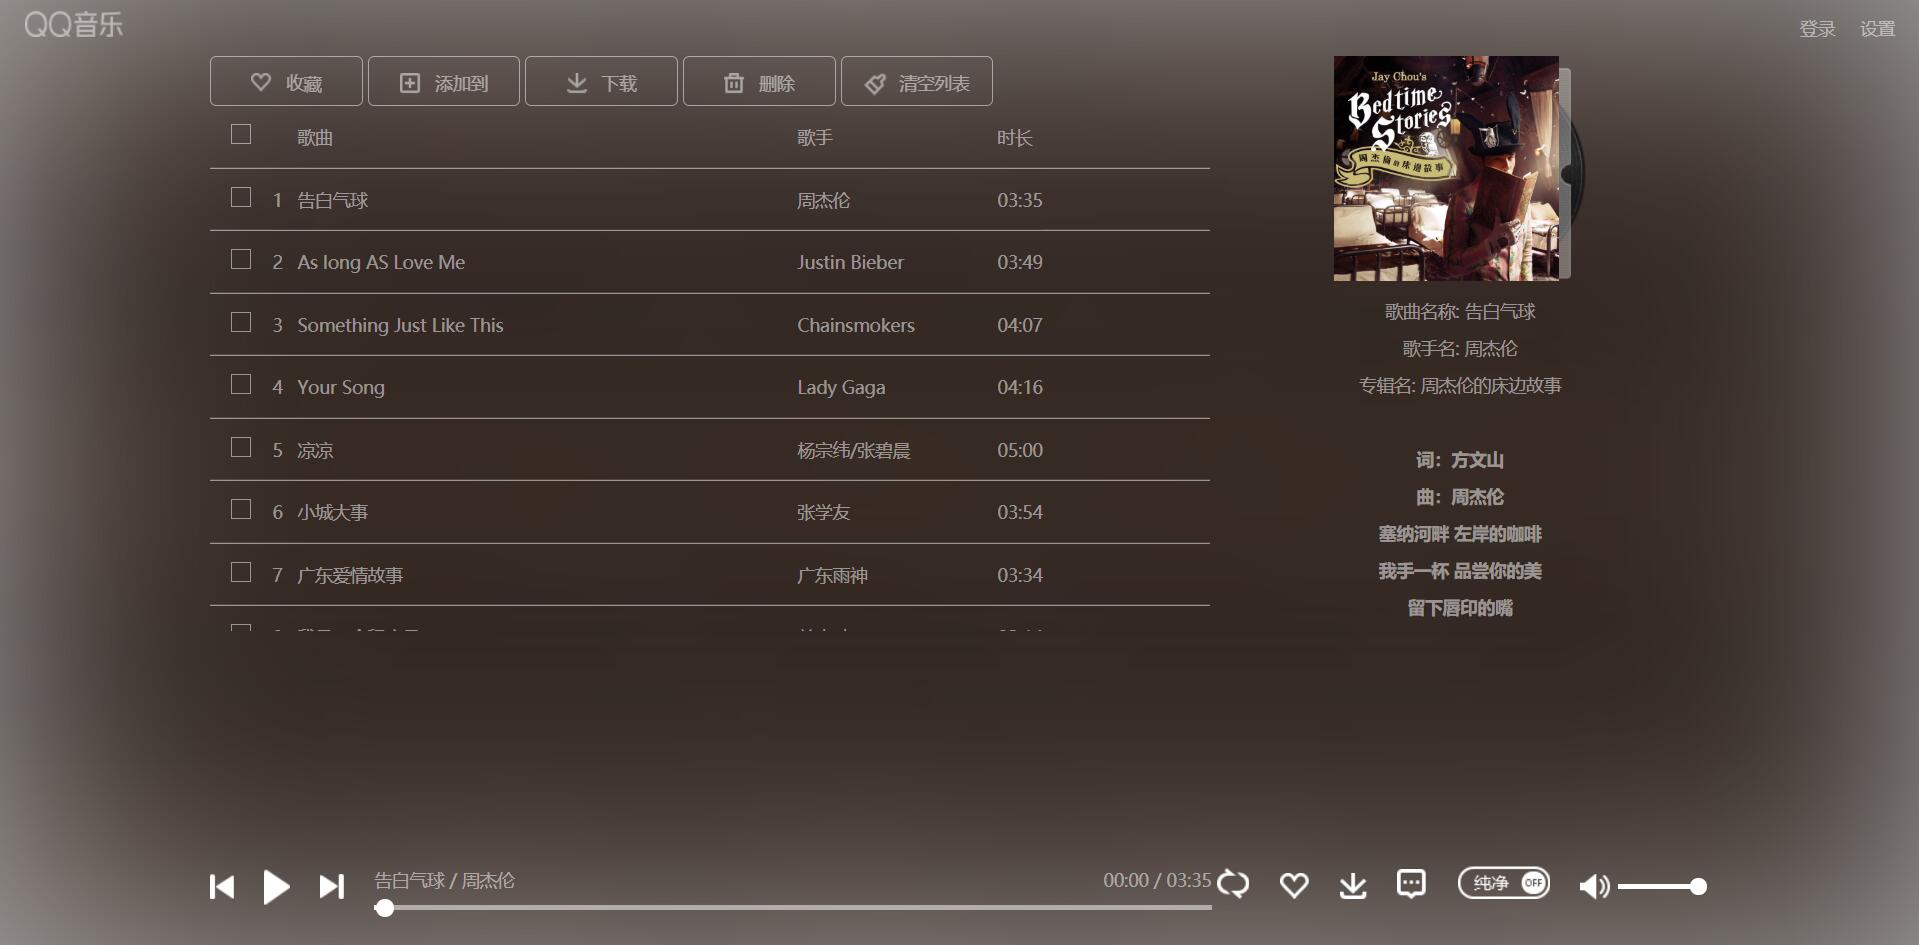 QQ音乐
登录 设置
收藏 添加到 下载 删除 清空列表
歌曲 歌手 时长
1 告白气球 周杰伦 03:35
2 As long AS Love Me Justin Bieber 03:49
3 Something Just Like This Chainsmokers 04:07
4 Your Song Lady Gaga 04:16
5 凉凉 杨宗纬/张碧晨 05:00
6 小城大事 张学友 03:54
7 广东爱情故事 广东雨神 03:34
Jay Chou's
Bedtime
Stories
周杰倫的床邊故事
歌曲名称: 告白气球
歌手名: 周杰伦
专辑名: 周杰伦的床边故事
词：方文山
曲：周杰伦
塞纳河畔 左岸的咖啡
我手一杯 品尝你的美
留下唇印的嘴
告白气球 / 周杰伦
00:00 / 03:35
纯净 OFF